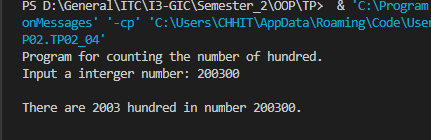 PS D:\General\ITC\I3-GIC\Semester_2\OOP\TP>  & 'C:\Program
onMessages' '-cp' 'C:\Users\CHHIT\AppData\Roaming\Code\User
P02.TP02_04'
Program for counting the number of hundred.
Input a interger number: 200300
There are 2003 hundred in number 200300.